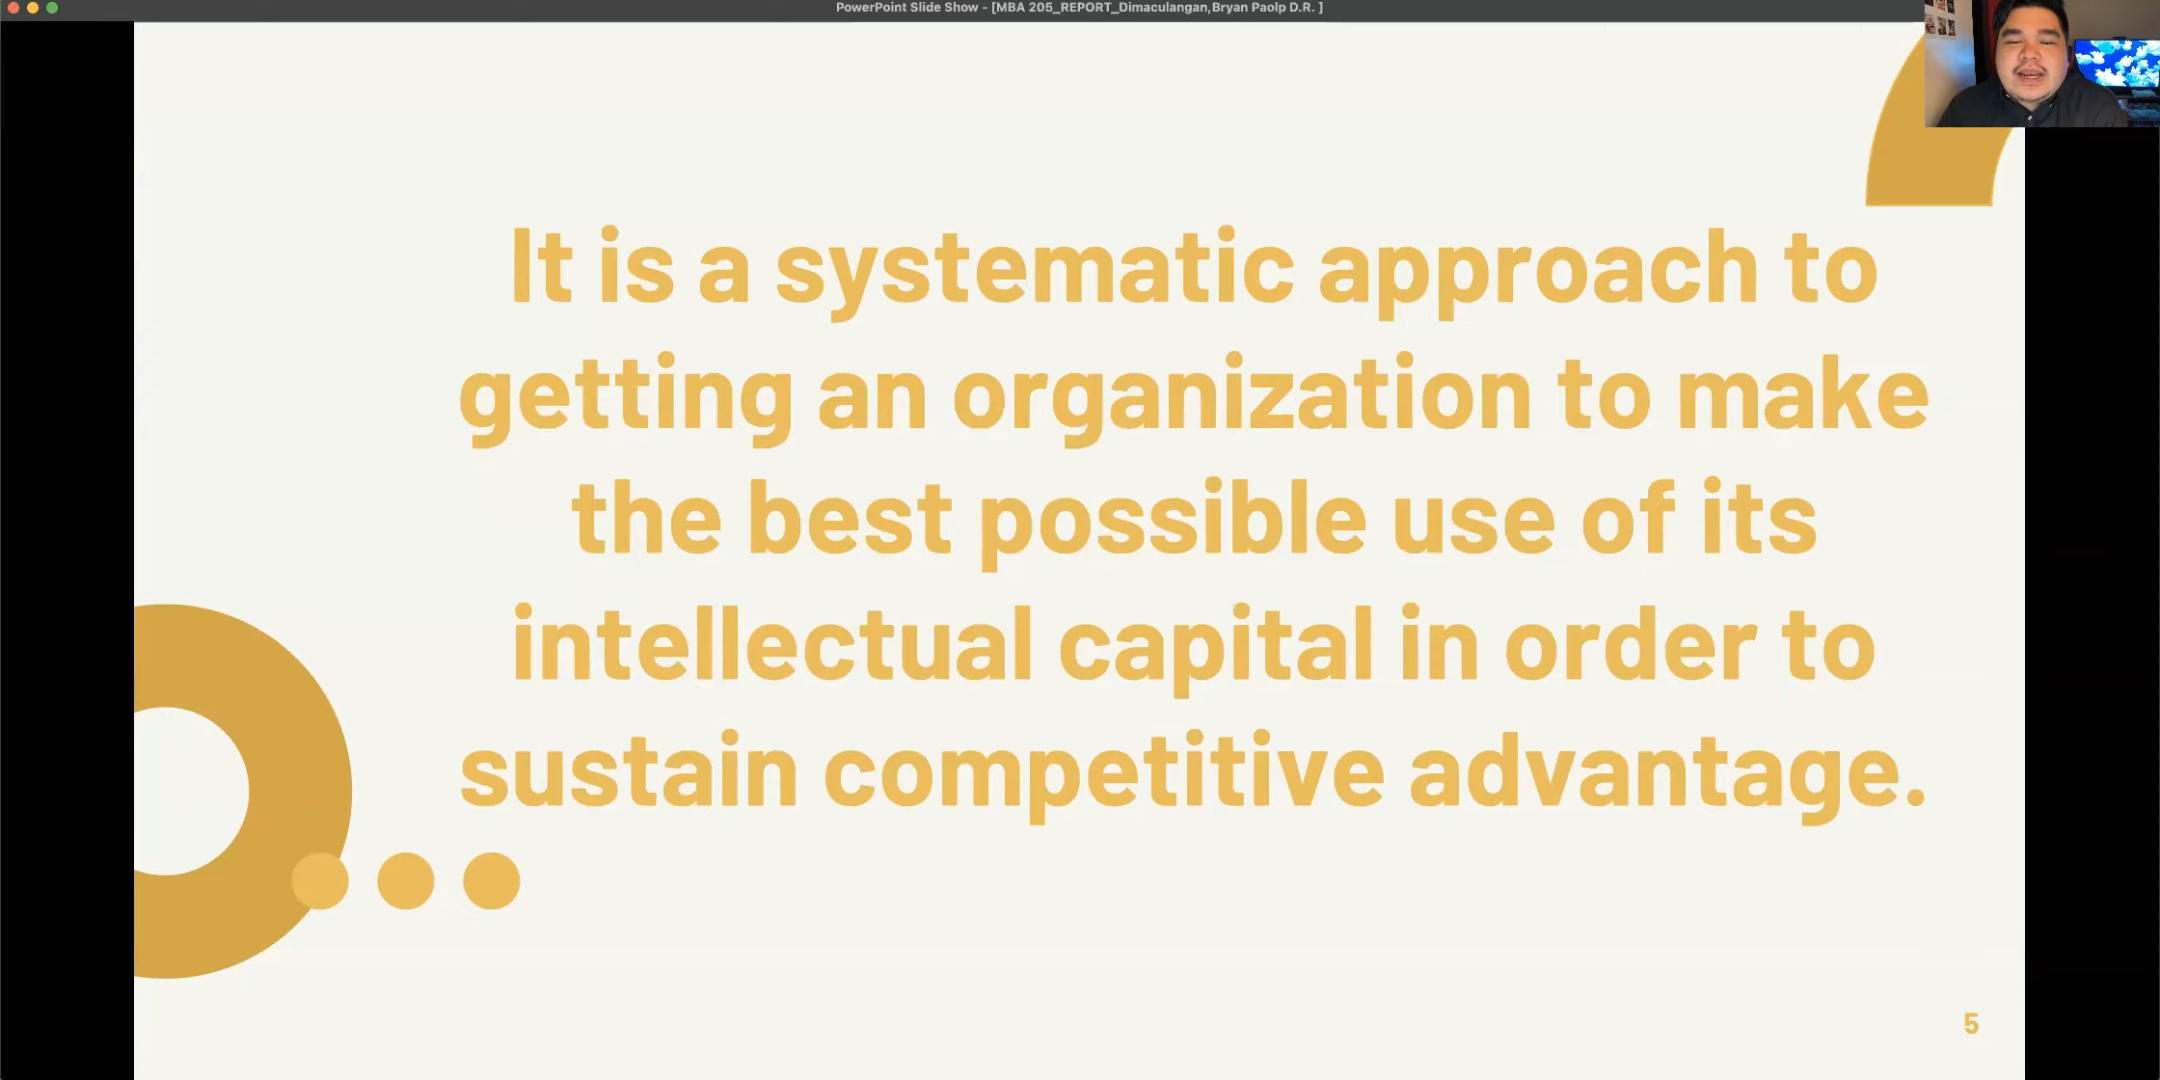 PowerPoint Slide Show - [MBA 205_REPORT_Dimaculangan,Bryan Paolp D.R. ]
It is a systematic approach to
getting an organization to make
the best possible use of its
intellectual capital in order to
sustain competitive advantage.
5